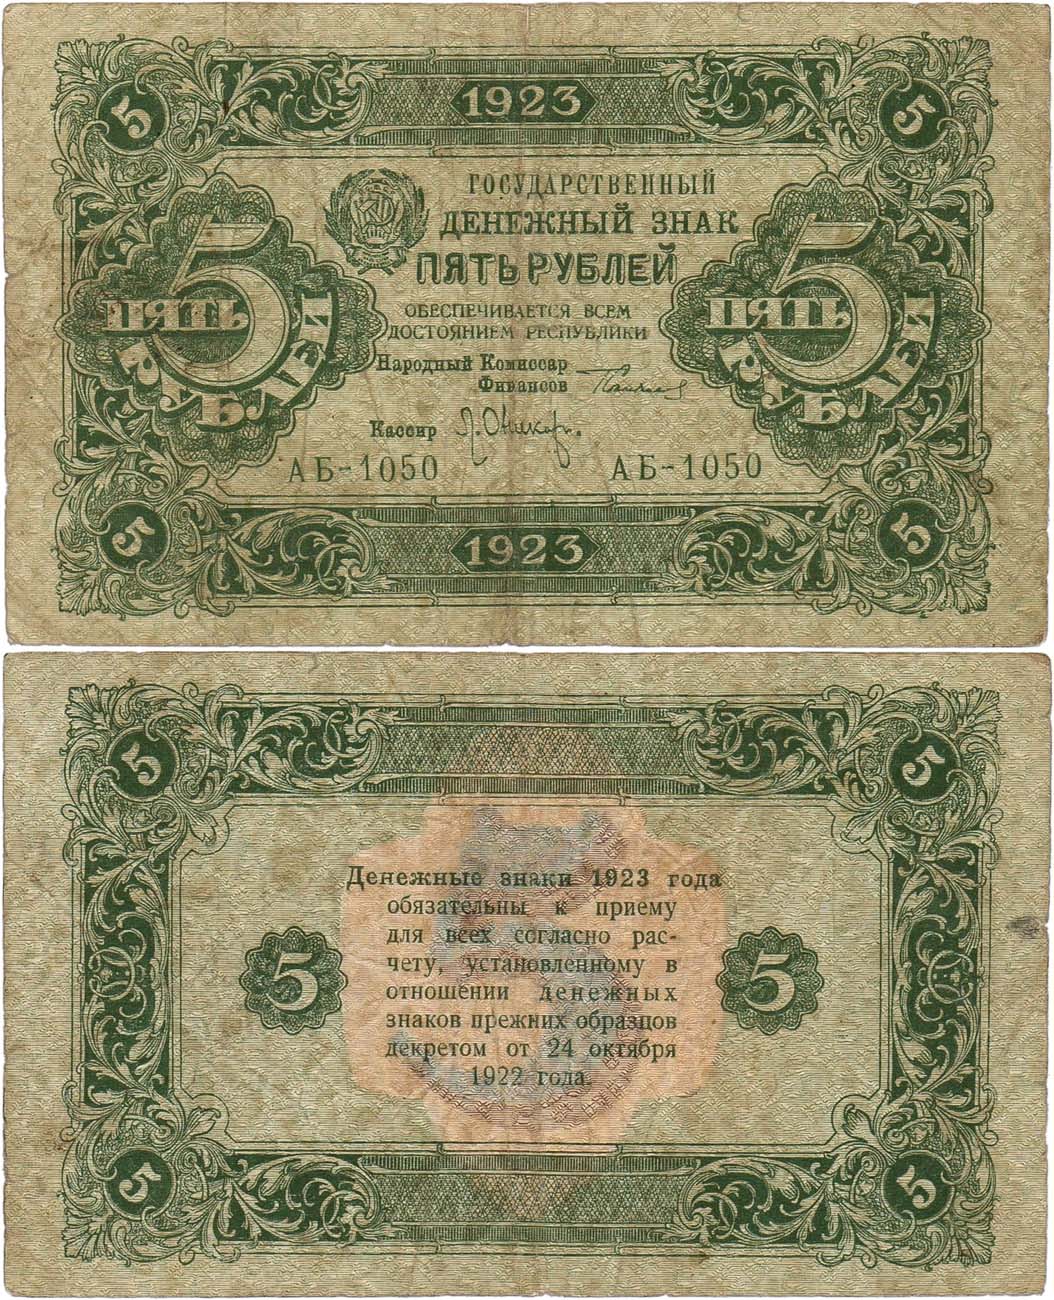 5 1923 5
ГОСУДАРСТВЕННЫЙ
ДЕНЕЖНЫЙ ЗНАК
ПЯТЬ РУБЛЕЙ
ОБЕСПЕЧИВАЕТСЯ ВСЕМ
ДОСТОЯНИЕМ РЕСПУБЛИКИ
5 ПЯТЬ РУБЛЕЙ
5 ПЯТЬ РУБЛЕЙ
Народный Комиссар
Финансов
Кассир
АБ-1050 АБ-1050
5 1923 5
5 5
Денежные знаки 1923 года
обязательны к приему
для всех согласно рас-
чету, установленному в
отношении денежных
знаков прежних образцов
декретом от 24 октября
1922 года.
5 5
5 5